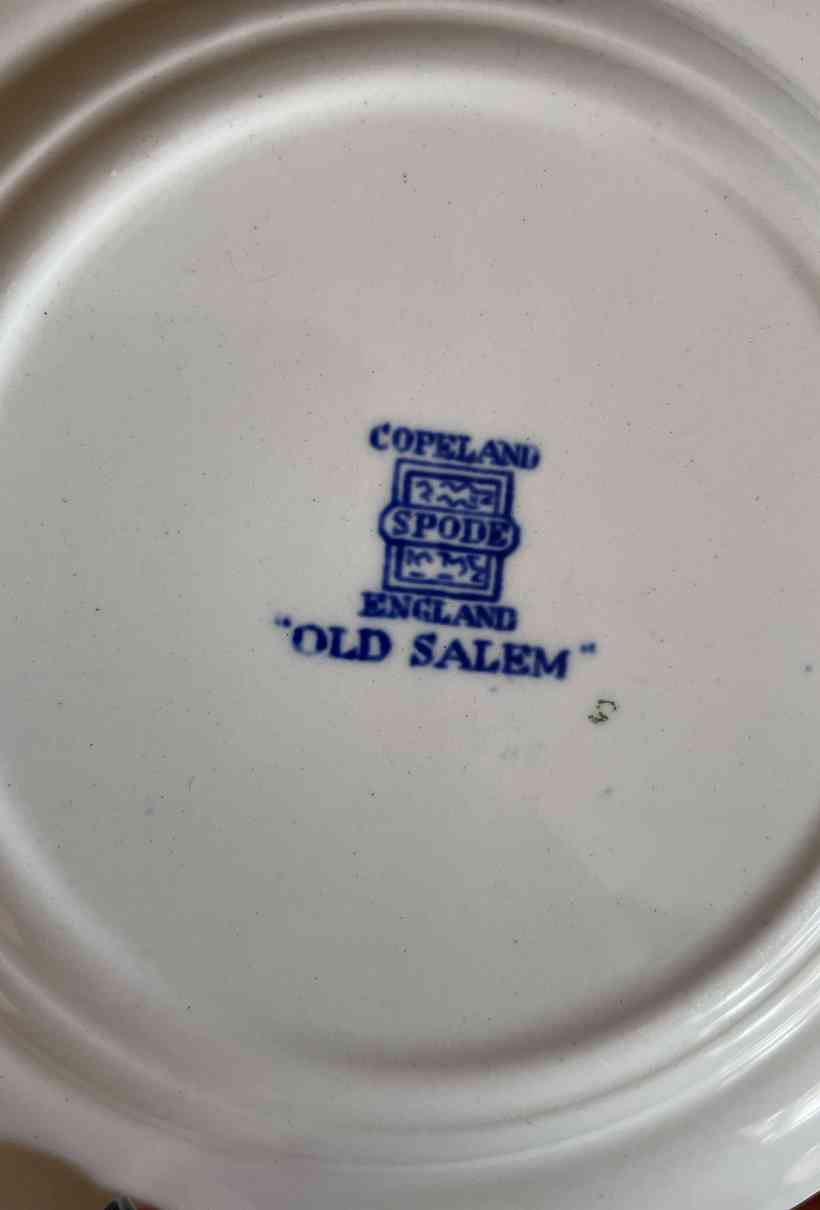 COPELAND
SPODE
ENGLAND
"OLD SALEM"